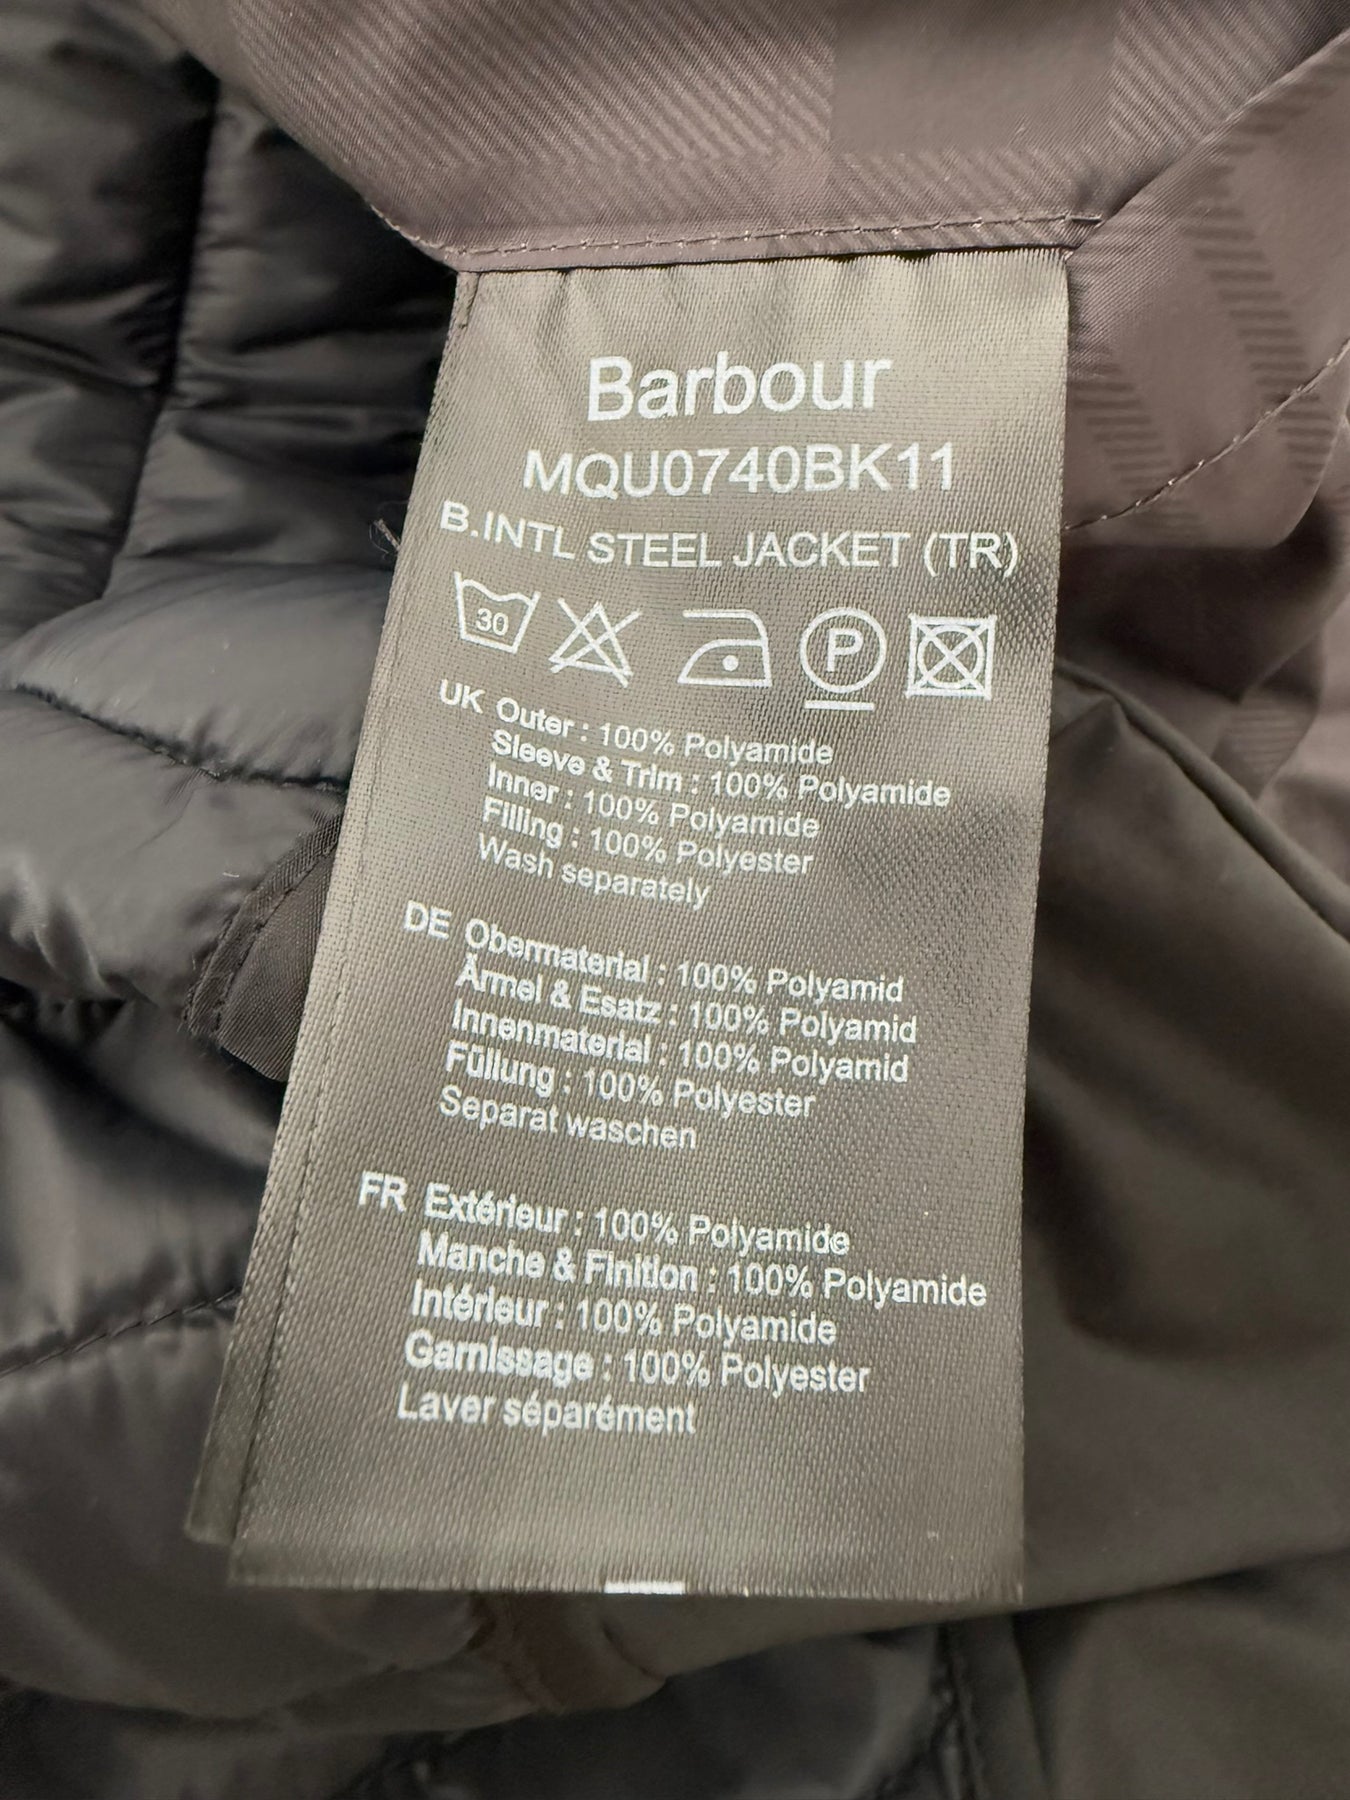 Barbour
MQU0740BK11
B.INTL STEEL JACKET (TR)
30 P
UK Outer : 100% Polyamide
Sleeve & Trim : 100% Polyamide
Inner : 100% Polyamide
Filling : 100% Polyester
Wash separately
DE Obermaterial : 100% Polyamid
Ärmel & Esatz : 100% Polyamid
Innenmaterial : 100% Polyamid
Füllung : 100% Polyester
Separat waschen
FR Extérieur : 100% Polyamide
Manche & Finition : 100% Polyamide
Intérieur : 100% Polyamide
Garnissage : 100% Polyester
Laver séparément